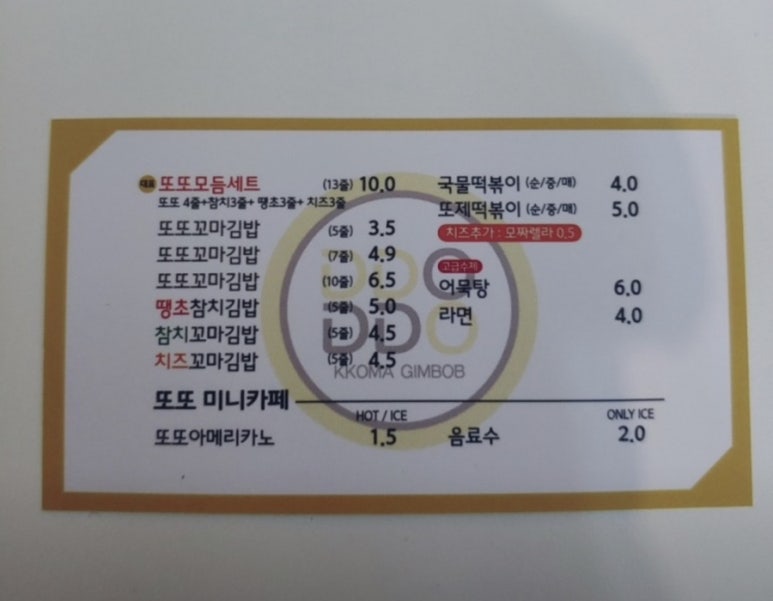 대표 또또모듬세트 (13줄) 10.0
또또 4줄+참치3줄+ 땡초3줄+ 치즈3줄
또또꼬마김밥 (5줄) 3.5
또또꼬마김밥 (7줄) 4.9
또또꼬마김밥 (10줄) 6.5
땡초참치김밥 (5줄) 5.0
참치꼬마김밥 (5줄) 4.5
치즈꼬마김밥 (5줄) 4.5
국물떡볶이 (순/중/매) 4.0
또제떡볶이 (순/중/매) 5.0
치즈추가 : 모짜렐라 0.5
고급수제
어묵탕 6.0
라면 4.0
DDO
DDO
KKOMA GIMBOB
또또 미니카페
HOT / ICE
또또아메리카노 1.5
ONLY ICE
음료수 2.0